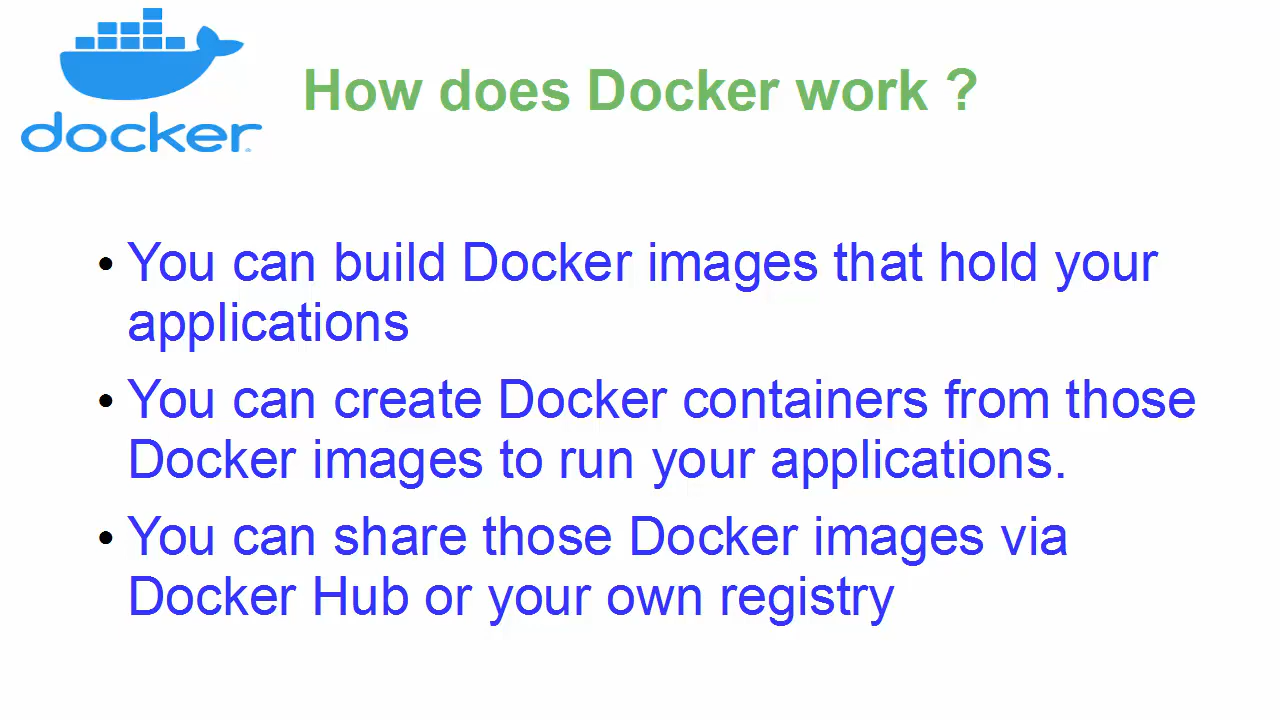 docker
How does Docker work ?
• You can build Docker images that hold your
applications
• You can create Docker containers from those
Docker images to run your applications.
• You can share those Docker images via
Docker Hub or your own registry